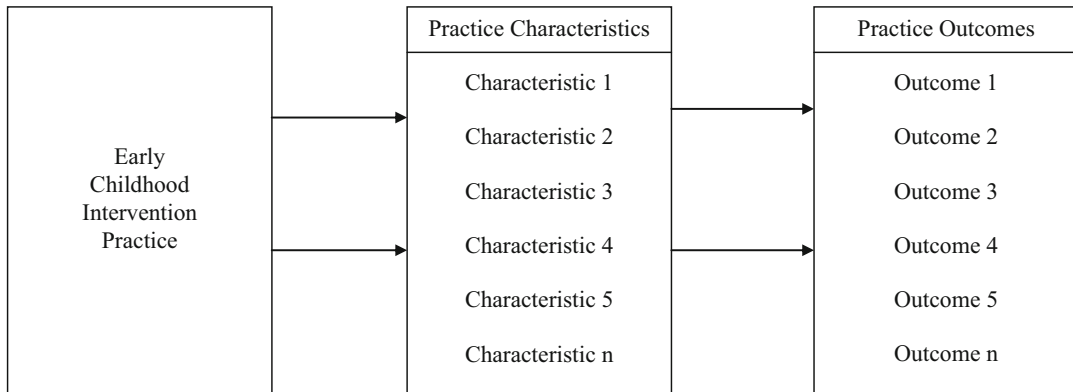 Early
Childhood
Intervention
Practice
Practice Characteristics
Characteristic 1
Characteristic 2
Characteristic 3
Characteristic 4
Characteristic 5
Characteristic n
Practice Outcomes
Outcome 1
Outcome 2
Outcome 3
Outcome 4
Outcome 5
Outcome n